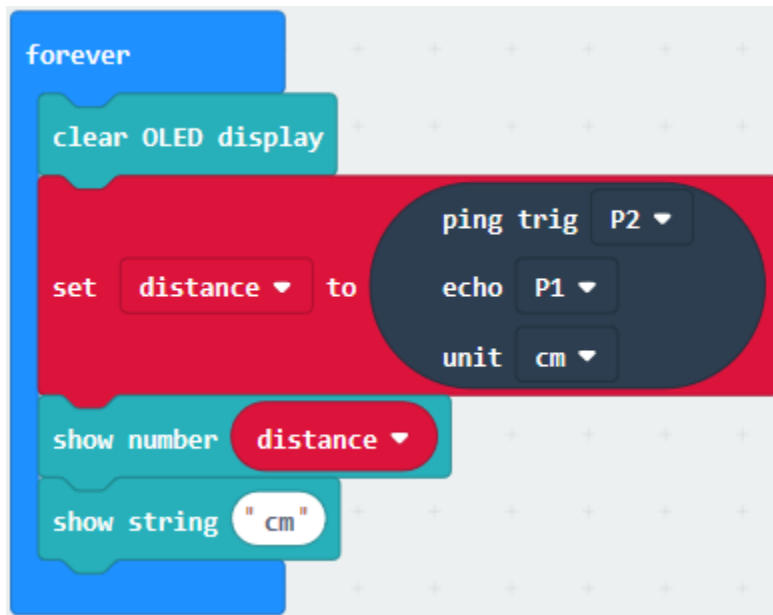 forever
clear OLED display
set distance to
ping trig P2
echo P1
unit cm
show number distance
show string "cm"